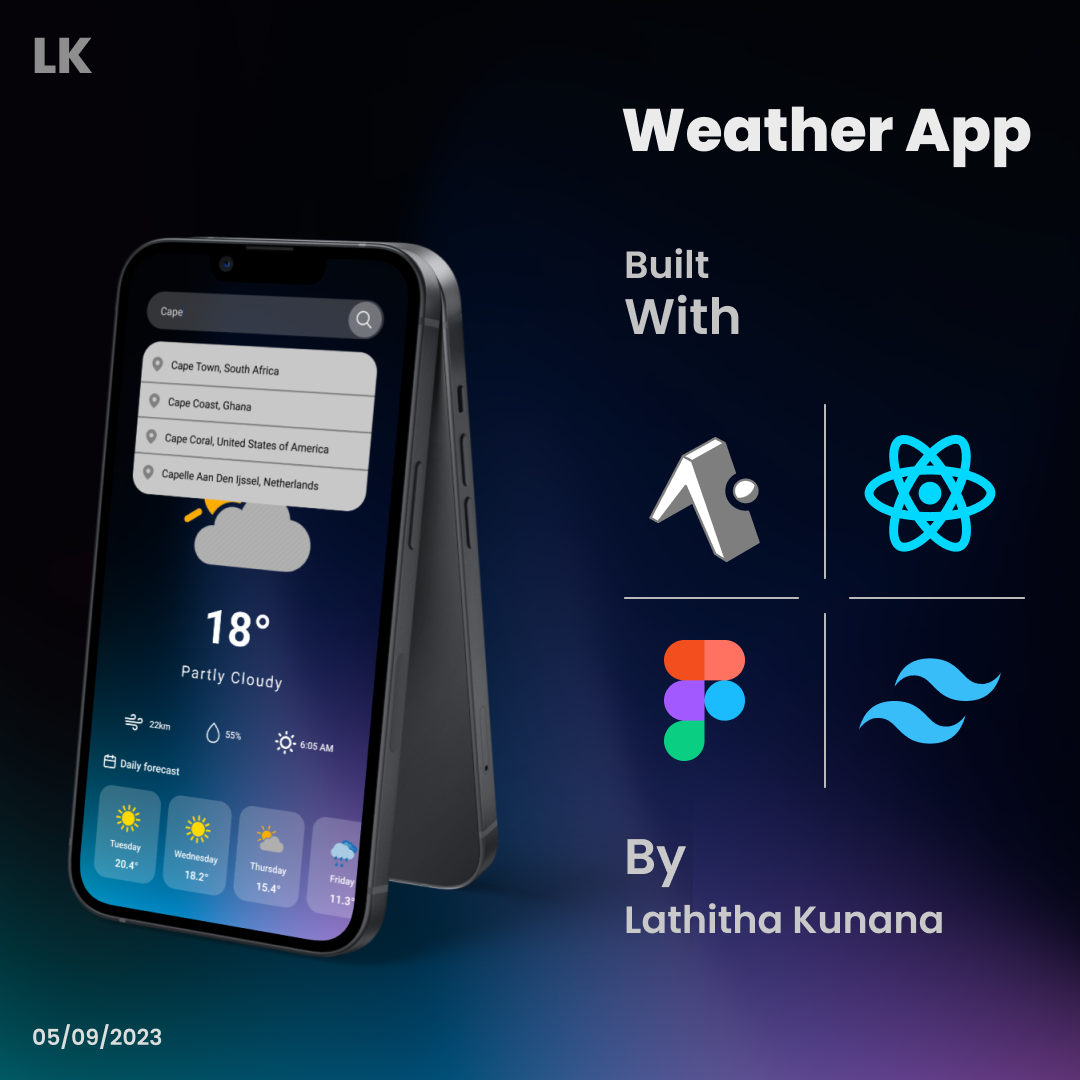 LK
Weather App
Built
With
Cape
Cape Town, South Africa
Cape Coast, Ghana
Cape Coral, United States of America
Capelle Aan Den Ijssel, Netherlands
18°
Partly Cloudy
22km
55%
6:05 AM
Daily forecast
Tuesday
20.4°
Wednesday
18.2°
Thursday
15.4°
Friday
11.3°
By
Lathitha Kunana
05/09/2023